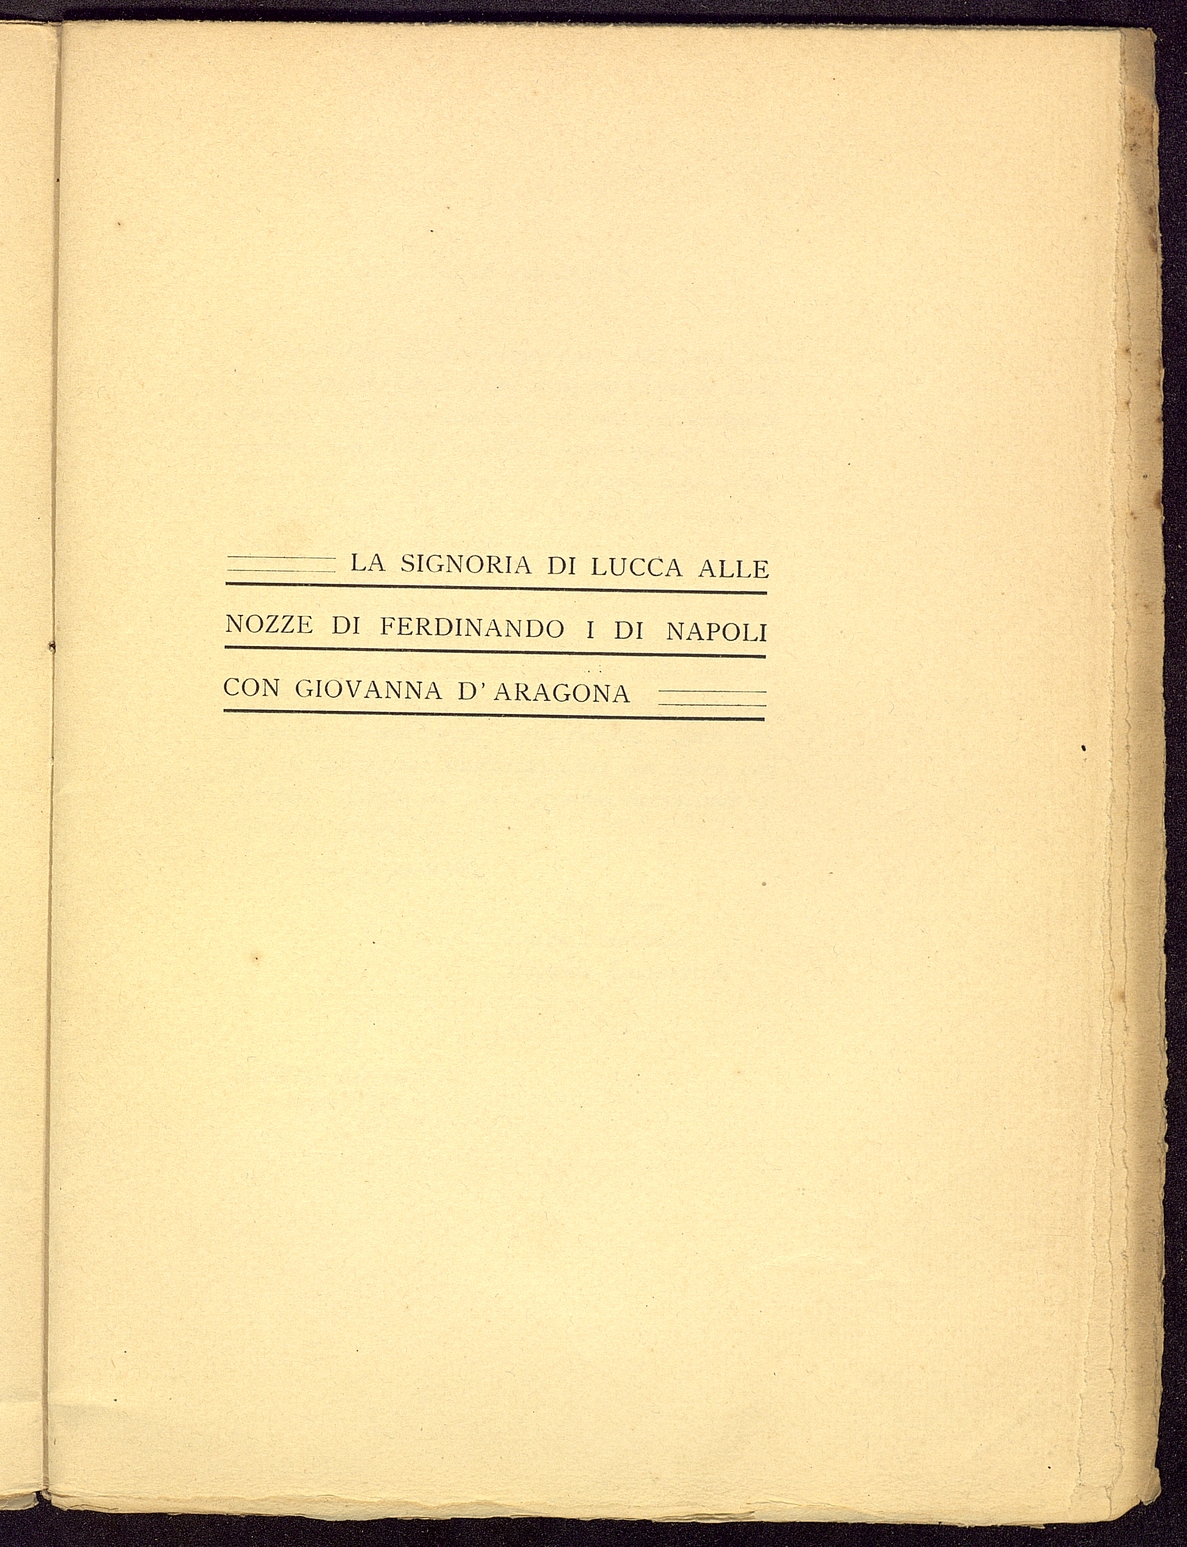 LA SIGNORIA DI LUCCA ALLE
NOZZE DI FERDINANDO I DI NAPOLI
CON GIOVANNA D' ARAGONA